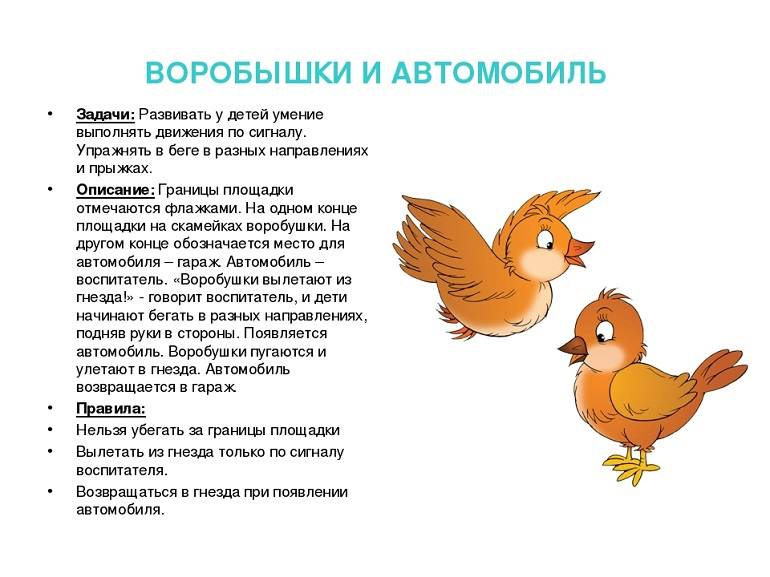 ВОРОБЫШКИ И АВТОМОБИЛЬ
• Задачи: Развивать у детей умение
выполнять движения по сигналу.
Упражнять в беге в разных направлениях
и прыжках.
• Описание: Границы площадки
отмечаются флажками. На одном конце
площадки на скамейках воробушки. На
другом конце обозначается место для
автомобиля – гараж. Автомобиль –
воспитатель. «Воробушки вылетают из
гнезда!» - говорит воспитатель, и дети
начинают бегать в разных направлениях,
подняв руки в стороны. Появляется
автомобиль. Воробушки пугаются и
улетают в гнезда. Автомобиль
возвращается в гараж.
• Правила:
• Нельзя убегать за границы площадки
• Вылетать из гнезда только по сигналу
воспитателя.
• Возвращаться в гнезда при появлении
автомобиля.